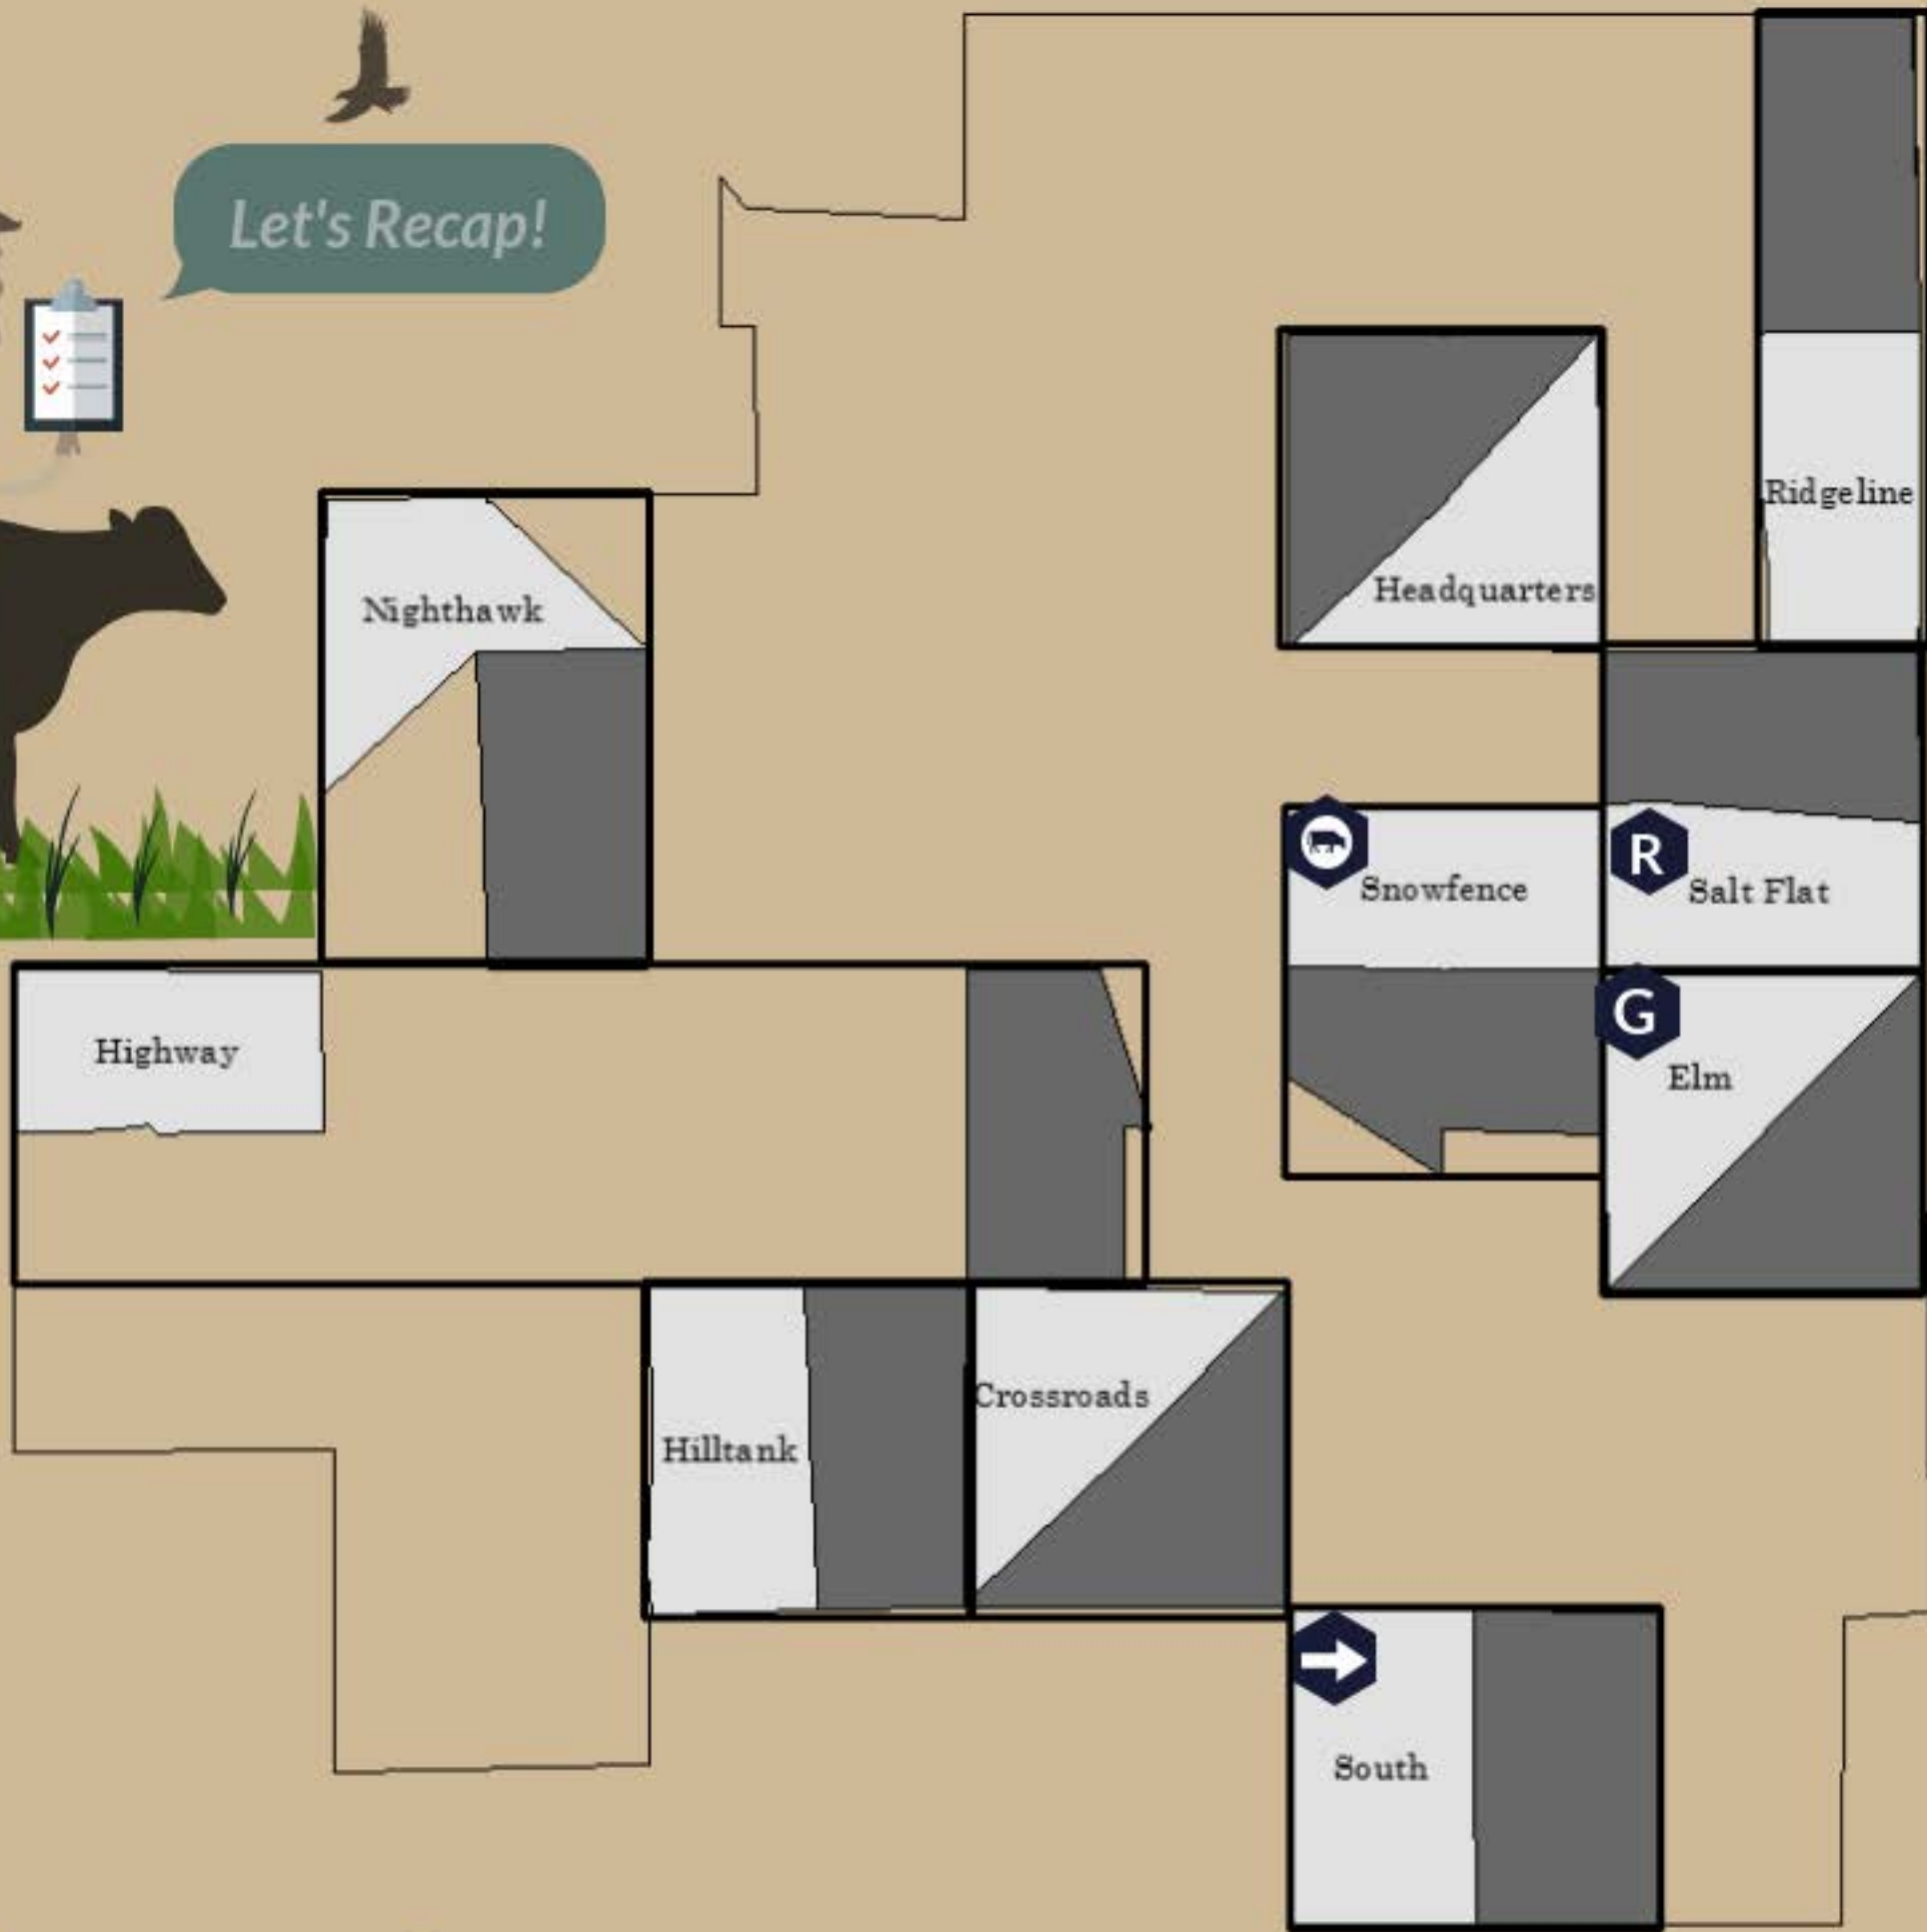 Let's Recap!
Ridgeline
Headquarters
Nighthawk
R
Snowfence
Salt Flat
G
Highway
Elm
Crossroads
Hilltank
South